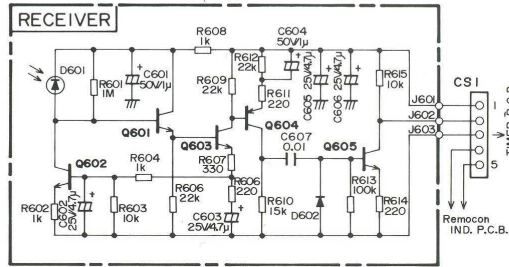 RECEIVER
R608
1k
C604
50V/1μ
D601
R601
1M
C601
50V/1μ
R612
22k
R609
22k
R611
220
C605 25V/4.7μ
C606 25V/4.7μ
R615
10k
CS1
J601
J602
J603
1
5
Q601
Q603
Q604
C607
0.01
Q605
Q602
R604
1k
R607
330
R606
220
R602
1k
C602
25V/4.7μ
R603
10k
R606
22k
C603
25V/4.7μ
R610
15k
D602
R613
100k
R614
220
Remocon
IND. P.C.B.
TIMER P.C.B.